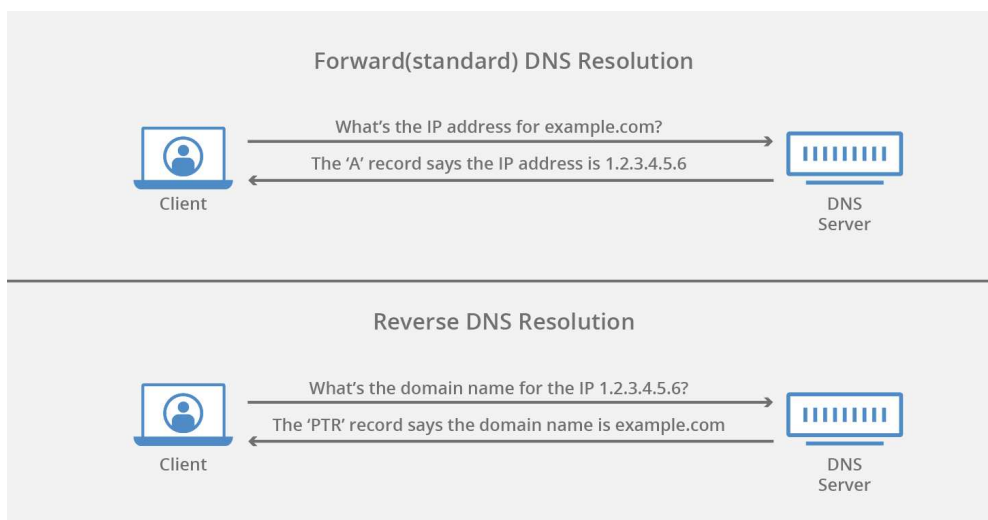 Forward(standard) DNS Resolution
What's the IP address for example.com?
The ‘A’ record says the IP address is 1.2.3.4.5.6
Client
DNS
Server
Reverse DNS Resolution
What's the domain name for the IP 1.2.3.4.5.6?
The ‘PTR’ record says the domain name is example.com
Client
DNS
Server